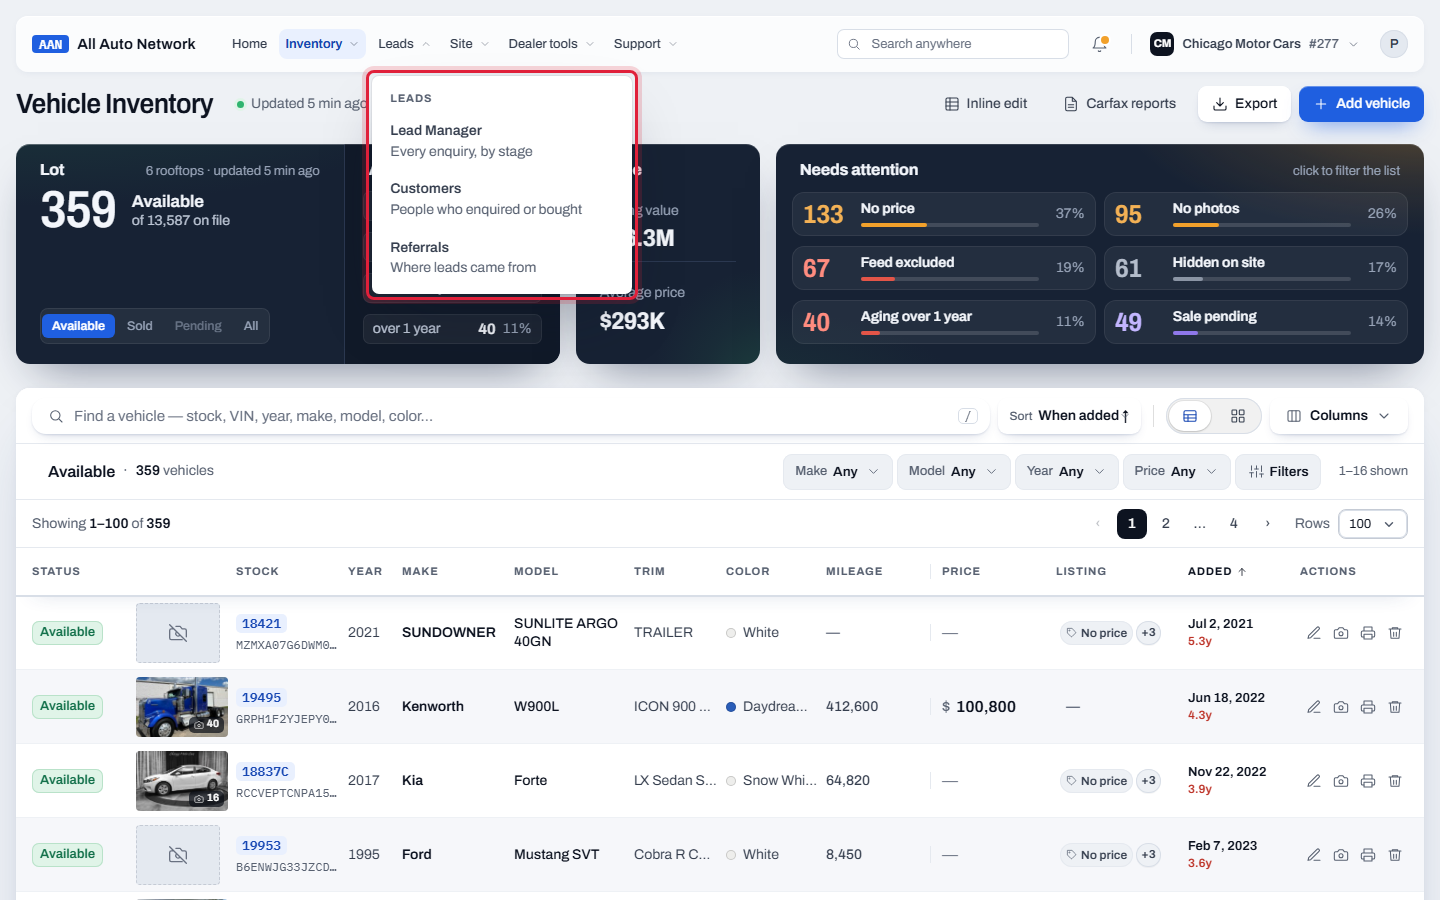 AAN All Auto Network Home Inventory Leads Site Dealer tools Support Search anywhere CM Chicago Motor Cars #277 P
Vehicle Inventory Updated 5 min ago Inline edit Carfax reports Export Add vehicle
LEADS
Lead Manager
Every enquiry, by stage
Customers
People who enquired or bought
Referrals
Where leads came from
Lot 6 rooftops · updated 5 min ago
359 Available
of 13,587 on file
Available Sold Pending All
over 1 year 40 11%
value
.3M
price
$293K
Needs attention click to filter the list
133 No price 37% 95 No photos 26%
67 Feed excluded 19% 61 Hidden on site 17%
40 Aging over 1 year 11% 49 Sale pending 14%
Find a vehicle — stock, VIN, year, make, model, color... / Sort When added ↑ Columns
Available · 359 vehicles Make Any Model Any Year Any Price Any Filters 1–16 shown
Showing 1–100 of 359 ‹ 1 2 ... 4 › Rows 100
STATUS STOCK YEAR MAKE MODEL TRIM COLOR MILEAGE PRICE LISTING ADDED ↑ ACTIONS
Available 18421 2021 SUNDOWNER SUNLITE ARGO 40GN TRAILER White — — No price +3 Jul 2, 2021
MZMXA07G6DWM0… 5.3y
Available 40 19495 2016 Kenworth W900L ICON 900 ... Daydrea... 412,600 $ 100,800 — Jun 18, 2022
GRPH1F2YJEPY0… 4.3y
Available 16 18837C 2017 Kia Forte LX Sedan S... Snow Whi... 64,820 — No price +3 Nov 22, 2022
RCCVEPTCNPA15… 3.9y
Available 19953 1995 Ford Mustang SVT Cobra R C... White 8,450 — No price +3 Feb 7, 2023
B6ENWJG33JZCD… 3.6y